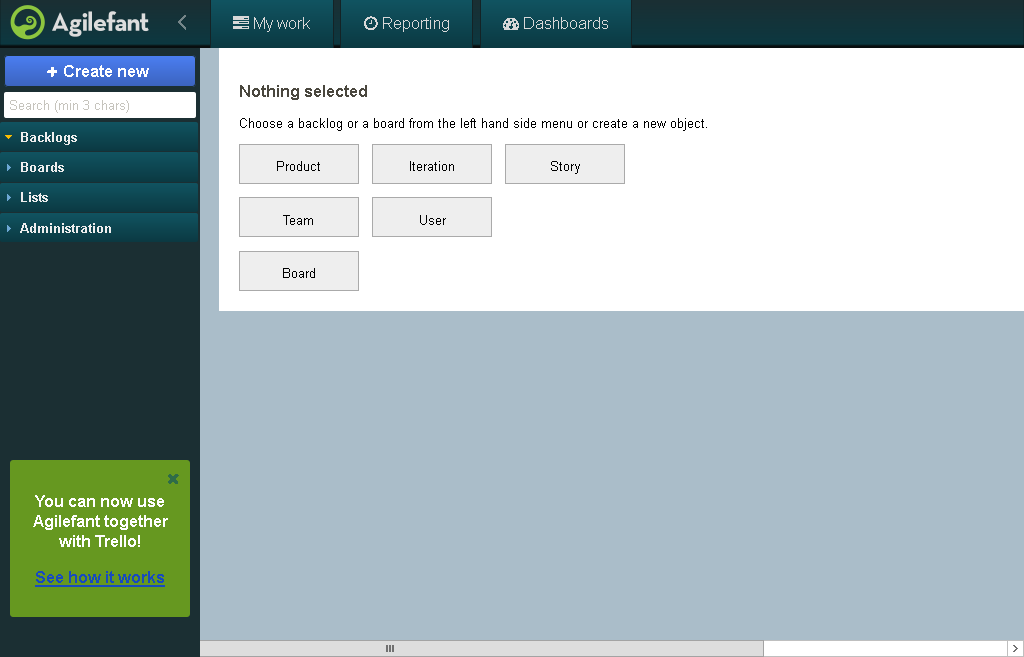 Agilefant
My work
Reporting
Dashboards
+ Create new
Search (min 3 chars)
Backlogs
Boards
Lists
Administration
Nothing selected
Choose a backlog or a board from the left hand side menu or create a new object.
Product
Iteration
Story
Team
User
Board
You can now use
Agilefant together
with Trello!
See how it works